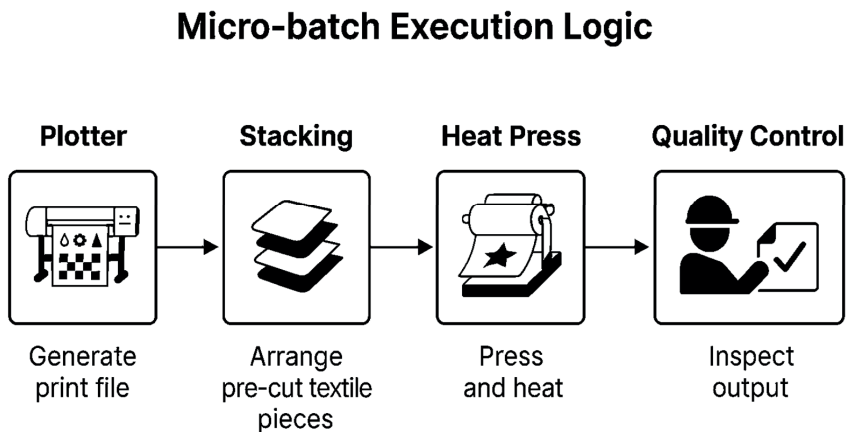 Micro-batch Execution Logic
Plotter
Stacking
Heat Press
Quality Control
Generate
print file
Arrange
pre-cut textile
pieces
Press
and heat
Inspect
output